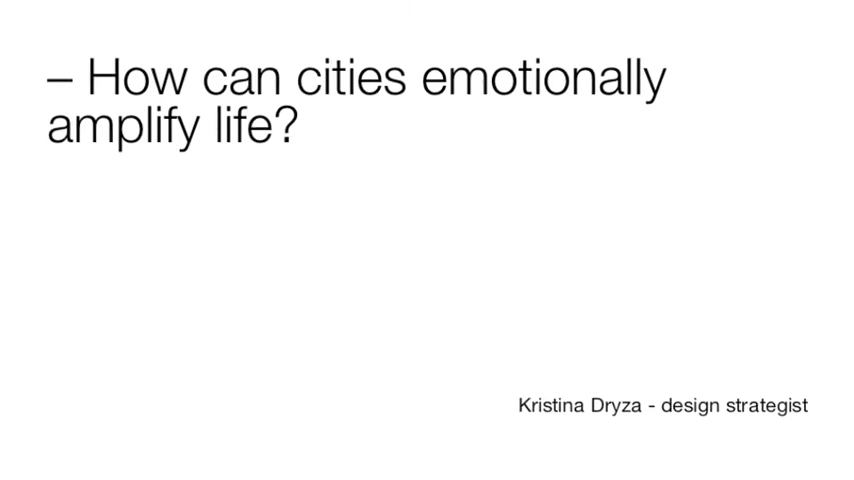 – How can cities emotionally
amplify life?
Kristina Dryza - design strategist